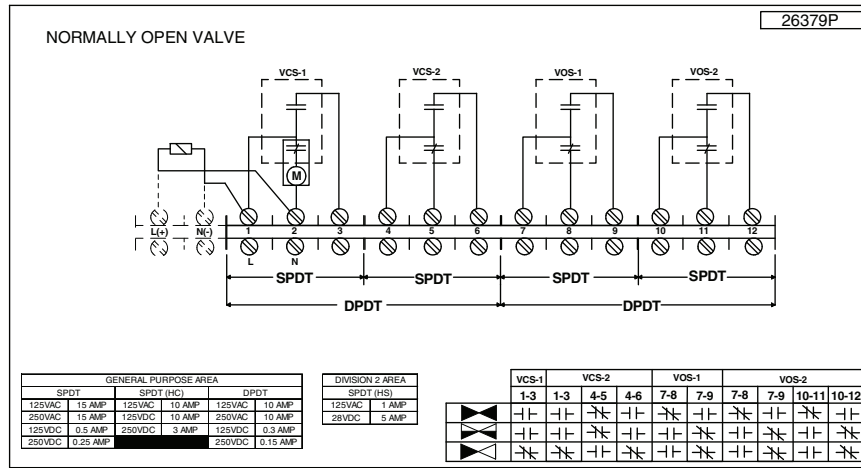 26379P
NORMALLY OPEN VALVE
VCS-1 VCS-2 VOS-1 VOS-2
M
L(+) N(-) 1 2 3 4 5 6 7 8 9 10 11 12
L N
SPDT SPDT SPDT SPDT
DPDT DPDT
GENERAL PURPOSE AREA
SPDT SPDT (HC) DPDT
125VAC 15 AMP 125VAC 10 AMP 125VAC 10 AMP
250VAC 15 AMP 125VDC 10 AMP 250VAC 10 AMP
125VDC 0.5 AMP 250VDC 3 AMP 125VDC 0.3 AMP
250VDC 0.25 AMP 250VDC 0.15 AMP
DIVISION 2 AREA
SPDT (HS)
125VAC 1 AMP
28VDC 5 AMP
VCS-1 VCS-2 VOS-1 VOS-2
1-3 1-3 4-5 4-6 7-8 7-9 7-8 7-9 10-11 10-12